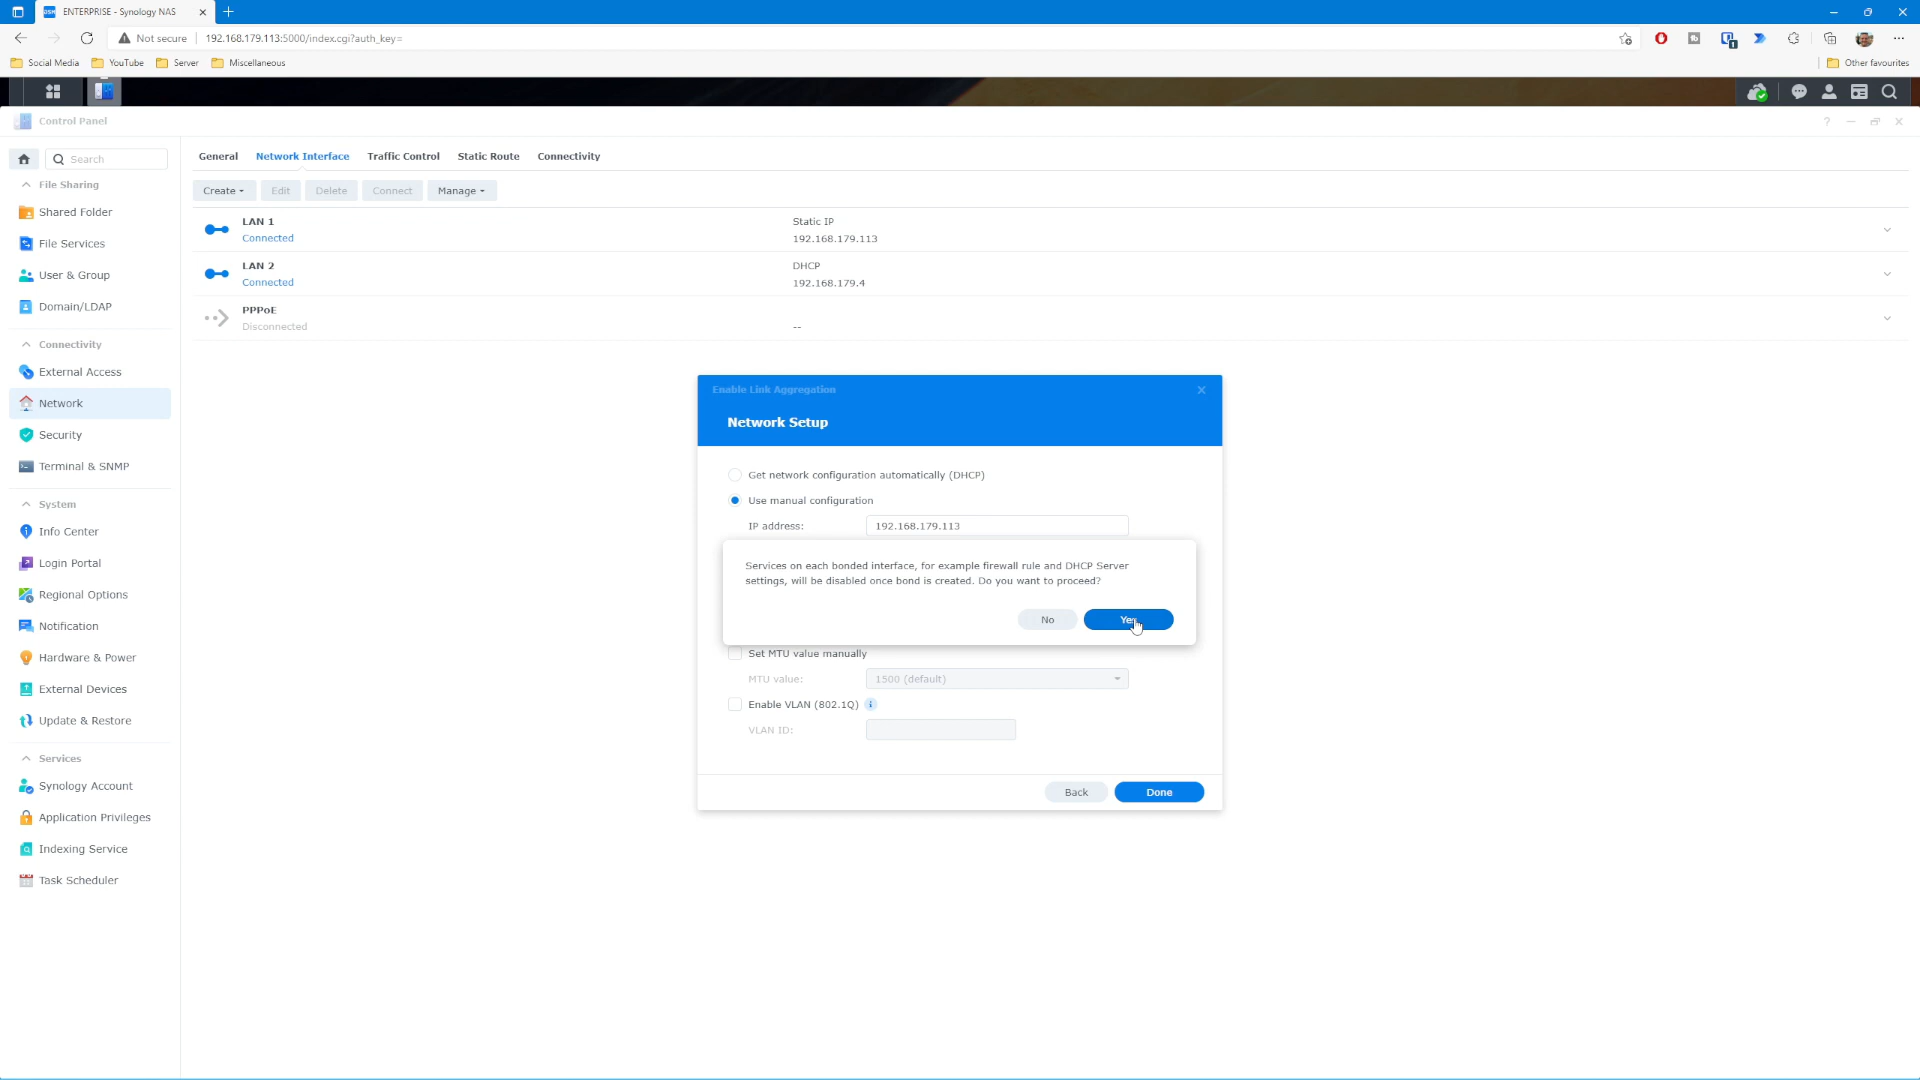 ENTERPRISE - Synology NAS
Not secure
192.168.179.113:5000/index.cgi?auth_key=
Social Media
YouTube
Server
Miscellaneous
Other favourites
Control Panel
Search
File Sharing
Shared Folder
File Services
User & Group
Domain/LDAP
Connectivity
External Access
Network
Security
Terminal & SNMP
System
Info Center
Login Portal
Regional Options
Notification
Hardware & Power
External Devices
Update & Restore
Services
Synology Account
Application Privileges
Indexing Service
Task Scheduler
General
Network Interface
Traffic Control
Static Route
Connectivity
Create
Edit
Delete
Connect
Manage
LAN 1
Connected
Static IP
192.168.179.113
LAN 2
Connected
DHCP
192.168.179.4
PPPoE
Disconnected
--
Enable Link Aggregation
Network Setup
Get network configuration automatically (DHCP)
Use manual configuration
IP address:
192.168.179.113
Services on each bonded interface, for example firewall rule and DHCP Server
settings, will be disabled once bond is created. Do you want to proceed?
No
Yes
Set MTU value manually
MTU value:
1500 (default)
Enable VLAN (802.1Q)
VLAN ID:
Back
Done